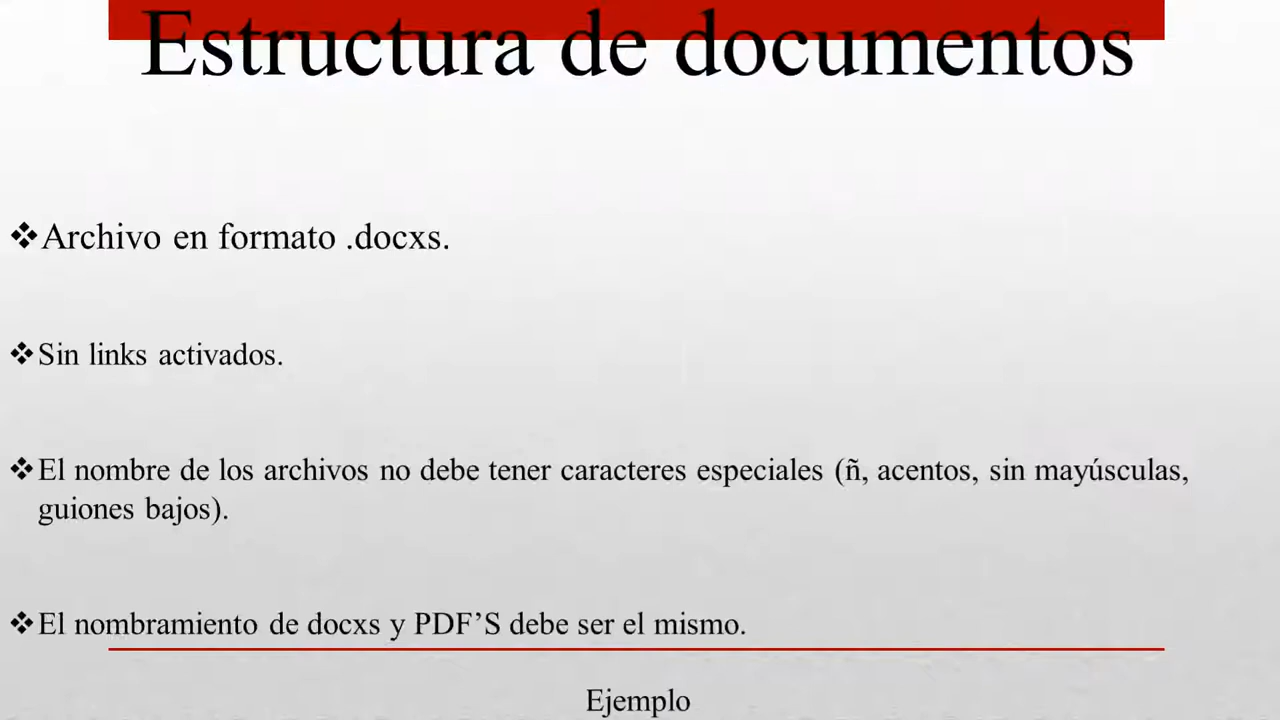 Estructura de documentos
❖Archivo en formato .docxs.
❖Sin links activados.
❖El nombre de los archivos no debe tener caracteres especiales (ñ, acentos, sin mayúsculas,
guiones bajos).
❖El nombramiento de docxs y PDF’S debe ser el mismo.
Ejemplo